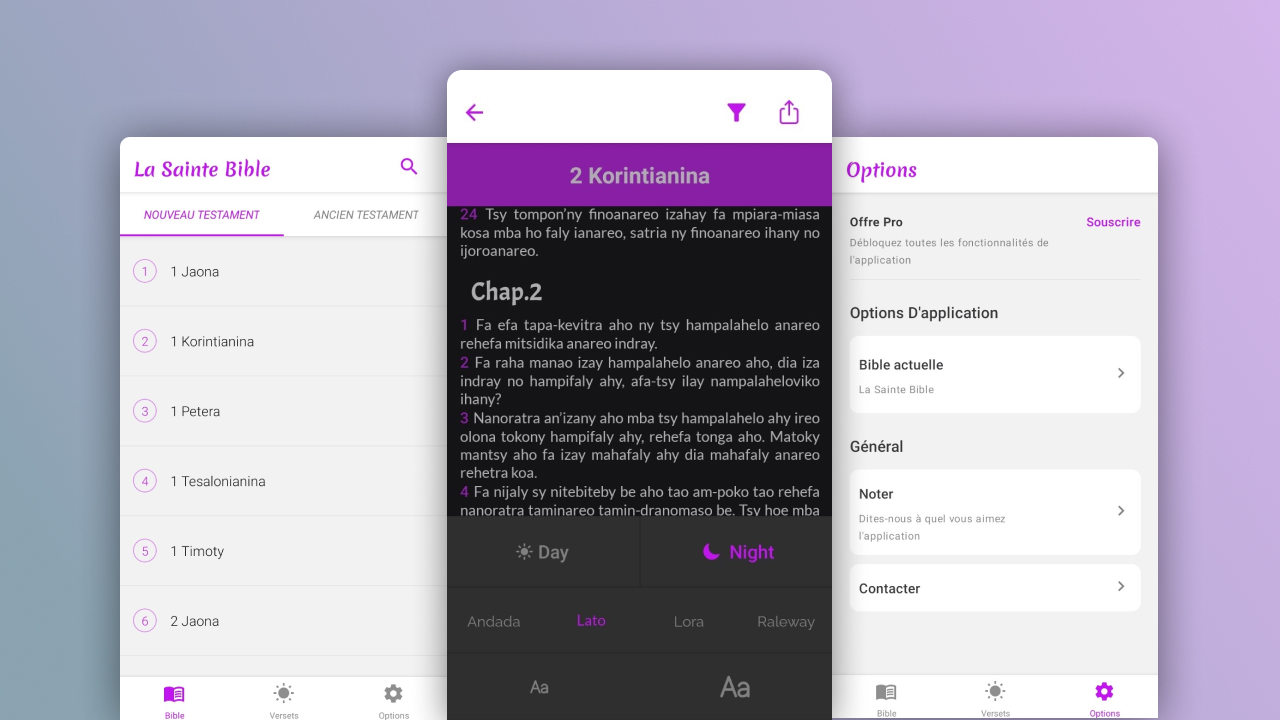 La Sainte Bible
NOUVEAU TESTAMENT
ANCIEN TESTAMENT
1 1 Jaona
2 1 Korintianina
3 1 Petera
4 1 Tesalonianina
5 1 Timoty
6 2 Jaona
Bible
Versets
Options
2 Korintianina
24 Tsy tompon'ny finoanareo izahay fa mpiara-miasa
kosa mba ho faly ianareo, satria ny finoanareo ihany no
ijoroanareo.
Chap.2
1 Fa efa tapa-kevitra aho ny tsy hampalahelo anareo
rehefa mitsidika anareo indray.
2 Fa raha manao izay hampalahelo anareo aho, dia iza
indray no hampifaly ahy, afa-tsy ilay nampalaheloviko
ihany?
3 Nanoratra an'izany aho mba tsy hampalahelo ahy ireo
olona tokony hampifaly ahy, rehefa tonga aho. Matoky
mantsy aho fa izay mahafaly ahy dia mahafaly anareo
rehetra koa.
4 Fa nijaly sy nitebiteby be aho tao am-poko tao rehefa
nanoratra taminareo tamin-dranomaso be. Tsy hoe mba
Day
Night
Andada
Lato
Lora
Raleway
Aa
Aa
Options
Offre Pro
Souscrire
Débloquez toutes les fonctionnalités de
l'application
Options D'application
Bible actuelle
La Sainte Bible
Général
Noter
Dites-nous à quel vous aimez
l'application
Contacter
Bible
Versets
Options